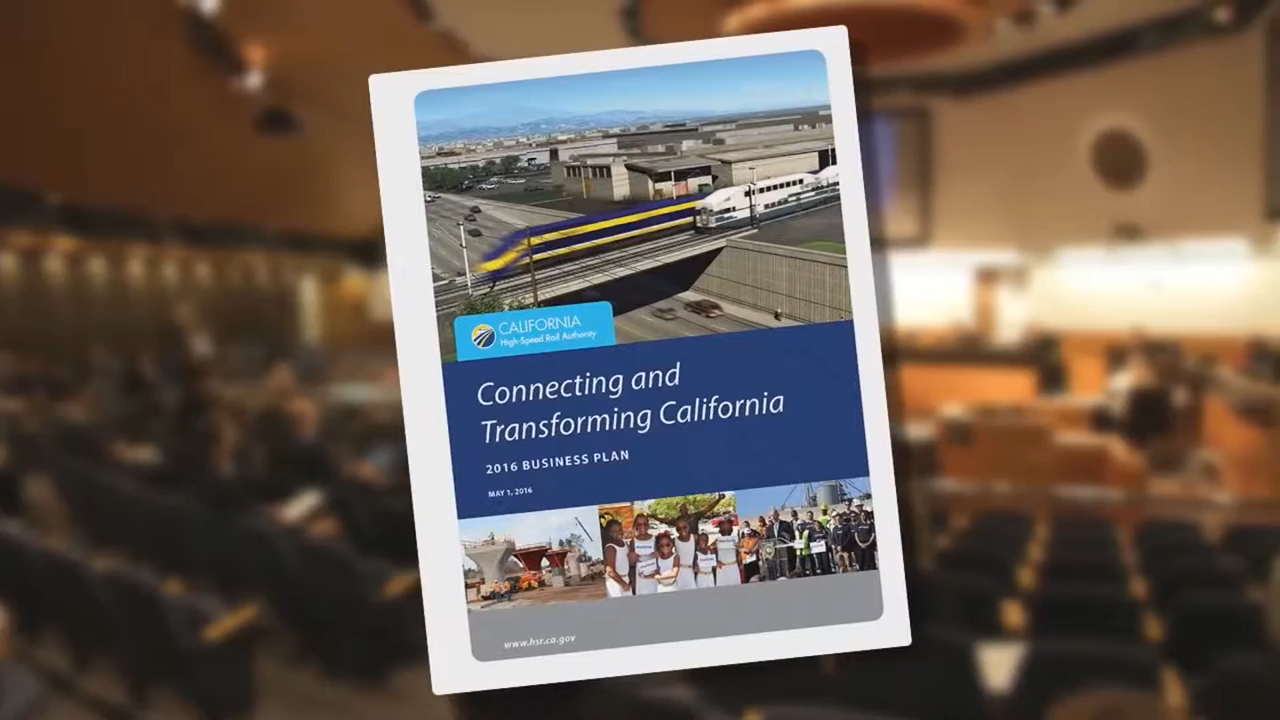 CALIFORNIA
High-Speed Rail Authority
Connecting and
Transforming California
2016 BUSINESS PLAN
MAY 1, 2016
www.hsr.ca.gov